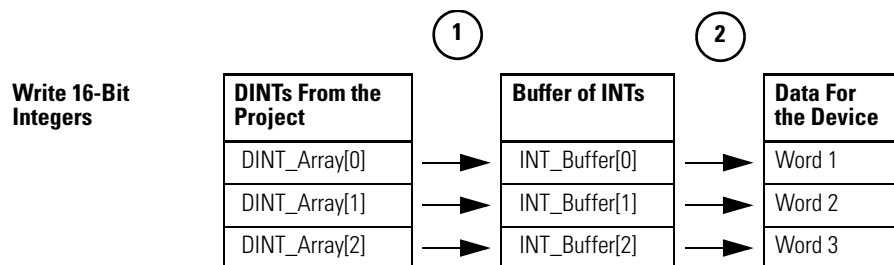 1 2
Write 16-Bit DINTs From the Buffer of INTs Data For
Integers Project the Device
DINT_Array[0] INT_Buffer[0] Word 1
DINT_Array[1] INT_Buffer[1] Word 2
DINT_Array[2] INT_Buffer[2] Word 3